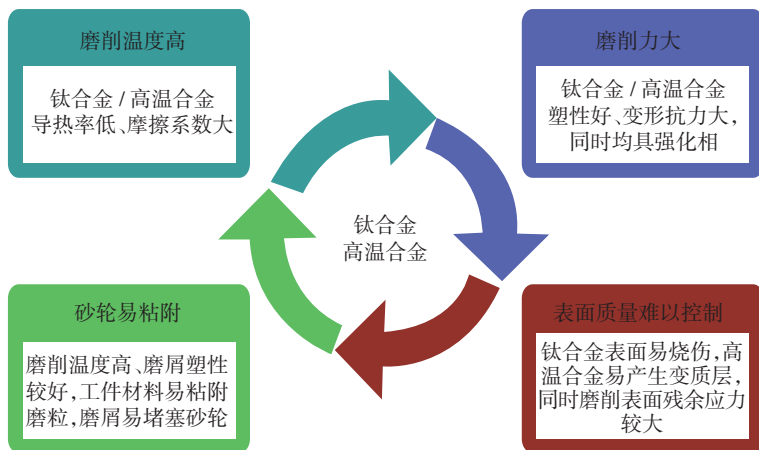 磨削温度高
钛合金 / 高温合金
导热率低、摩擦系数大
磨削力大
钛合金 / 高温合金
塑性好、变形抗力大，
同时均具强化相
钛合金
高温合金
砂轮易粘附
磨削温度高、磨屑塑性
较好，工件材料易粘附
磨粒，磨屑易堵塞砂轮
表面质量难以控制
钛合金表面易烧伤，高
温合金易产生变质层，
同时磨削表面残余应力
较大